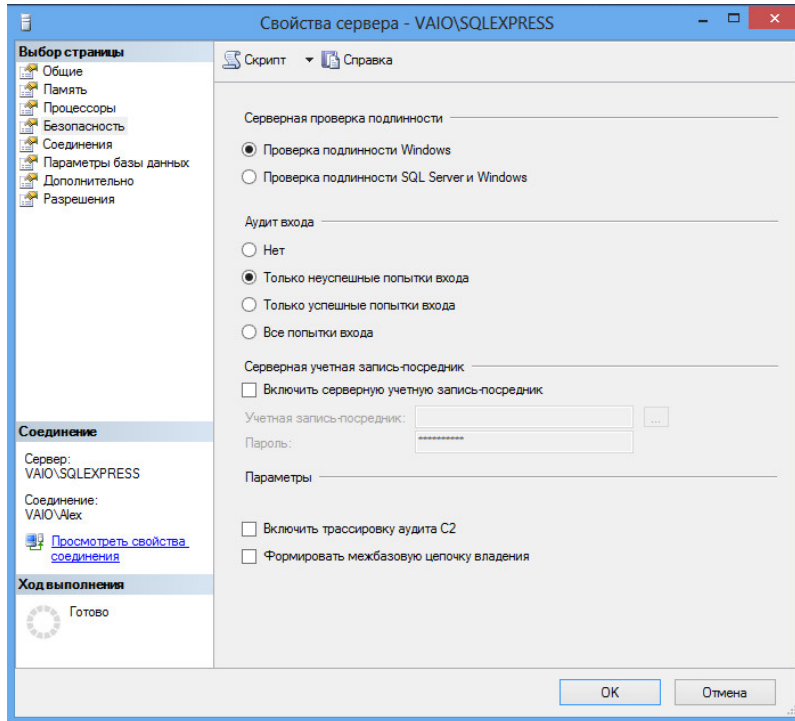 Свойства сервера - VAIO\SQLEXPRESS
Выбор страницы
Общие
Память
Процессоры
Безопасность
Соединения
Параметры базы данных
Дополнительно
Разрешения
Скрипт
Справка
Серверная проверка подлинности
Проверка подлинности Windows
Проверка подлинности SQL Server и Windows
Аудит входа
Нет
Только неуспешные попытки входа
Только успешные попытки входа
Все попытки входа
Серверная учетная запись-посредник
Включить серверную учетную запись-посредник
Учетная запись-посредник:
...
Пароль:
**********
Параметры
Включить трассировку аудита C2
Формировать межбазовую цепочку владения
Соединение
Сервер:
VAIO\SQLEXPRESS
Соединение:
VAIO\Alex
Просмотреть свойства
соединения
Ход выполнения
Готово
OK
Отмена